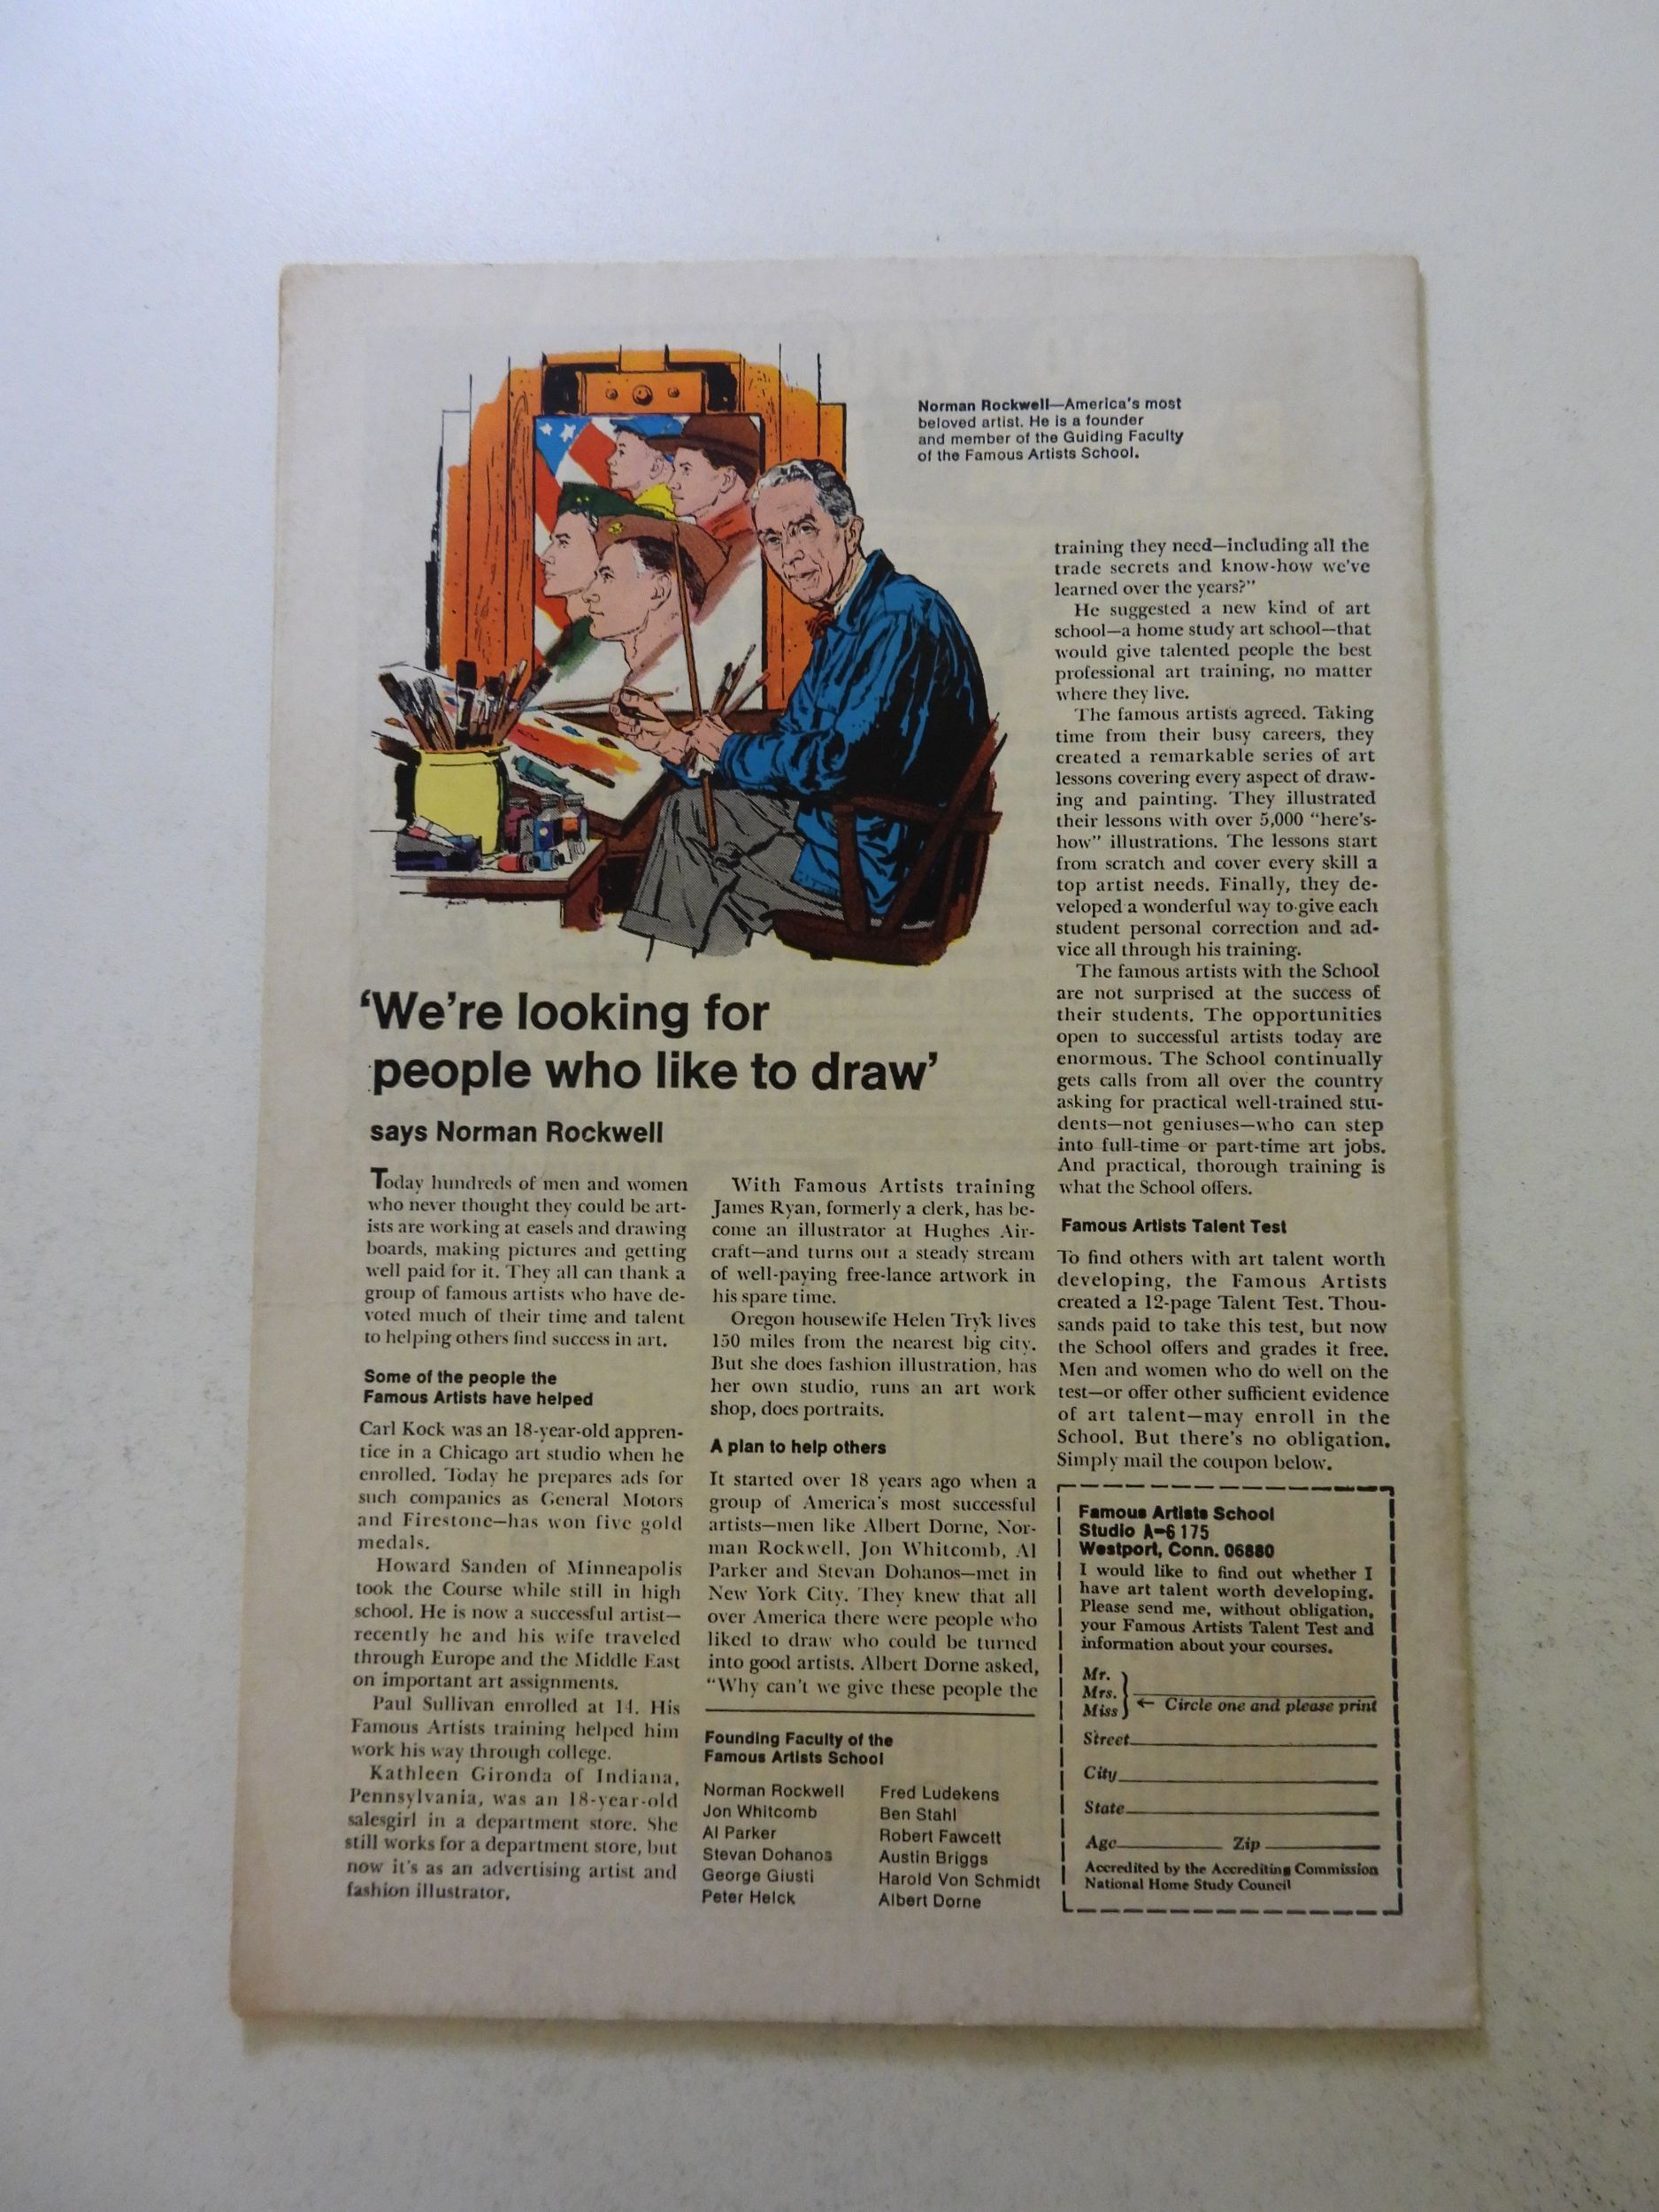 Norman Rockwell—America's most
beloved artist. He is a founder
and member of the Guiding Faculty
of the Famous Artists School.
'We're looking for
people who like to draw'
says Norman Rockwell
Today hundreds of men and women
who never thought they could be art-
ists are working at easels and drawing
boards, making pictures and getting
well paid for it. They all can thank a
group of famous artists who have de-
voted much of their time and talent
to helping others find success in art.
Some of the people the
Famous Artists have helped
Carl Kock was an 18-year-old appren-
tice in a Chicago art studio when he
enrolled. Today he prepares ads for
such companies as General Motors
and Firestone—has won five gold
medals.
Howard Sanden of Minneapolis
took the Course while still in high
school. He is now a successful artist—
recently he and his wife traveled
through Europe and the Middle East
on important art assignments.
Paul Sullivan enrolled at 14. His
Famous Artists training helped him
work his way through college.
Kathleen Gironda of Indiana,
Pennsylvania, was an 18-year-old
salesgirl in a department store. She
still works for a department store, but
now it's as an advertising artist and
fashion illustrator.
With Famous Artists training
James Ryan, formerly a clerk, has be-
come an illustrator at Hughes Air-
craft—and turns out a steady stream
of well-paying free-lance artwork in
his spare time.
Oregon housewife Helen Tryk lives
150 miles from the nearest big city.
But she does fashion illustration, has
her own studio, runs an art work
shop, does portraits.
A plan to help others
It started over 18 years ago when a
group of America's most successful
artists—men like Albert Dorne, Nor-
man Rockwell, Jon Whitcomb, Al
Parker and Stevan Dohanos—met in
New York City. They knew that all
over America there were people who
liked to draw who could be turned
into good artists. Albert Dorne asked,
"Why can't we give these people the
Founding Faculty of the
Famous Artists School
Norman Rockwell
Jon Whitcomb
Al Parker
Stevan Dohanos
George Giusti
Peter Helck
Fred Ludekens
Ben Stahl
Robert Fawcett
Austin Briggs
Harold Von Schmidt
Albert Dorne
training they need—including all the
trade secrets and know-how we've
learned over the years?"
He suggested a new kind of art
school—a home study art school—that
would give talented people the best
professional art training, no matter
where they live.
The famous artists agreed. Taking
time from their busy careers, they
created a remarkable series of art
lessons covering every aspect of draw-
ing and painting. They illustrated
their lessons with over 5,000 "here's-
how" illustrations. The lessons start
from scratch and cover every skill a
top artist needs. Finally, they de-
veloped a wonderful way to give each
student personal correction and ad-
vice all through his training.
The famous artists with the School
are not surprised at the success of
their students. The opportunities
open to successful artists today are
enormous. The School continually
gets calls from all over the country
asking for practical well-trained stu-
dents—not geniuses—who can step
into full-time or part-time art jobs.
And practical, thorough training is
what the School offers.
Famous Artists Talent Test
To find others with art talent worth
developing, the Famous Artists
created a 12-page Talent Test. Thou-
sands paid to take this test, but now
the School offers and grades it free.
Men and women who do well on the
test—or offer other sufficient evidence
of art talent—may enroll in the
School. But there's no obligation.
Simply mail the coupon below.
Famous Artists School
Studio A-6 175
Westport, Conn. 06880
I would like to find out whether I
have art talent worth developing.
Please send me, without obligation,
your Famous Artists Talent Test and
information about your courses.
Mr.
Mrs.
Miss ← Circle one and please print
Street
City
State
Age Zip
Accredited by the Accrediting Commission
National Home Study Council